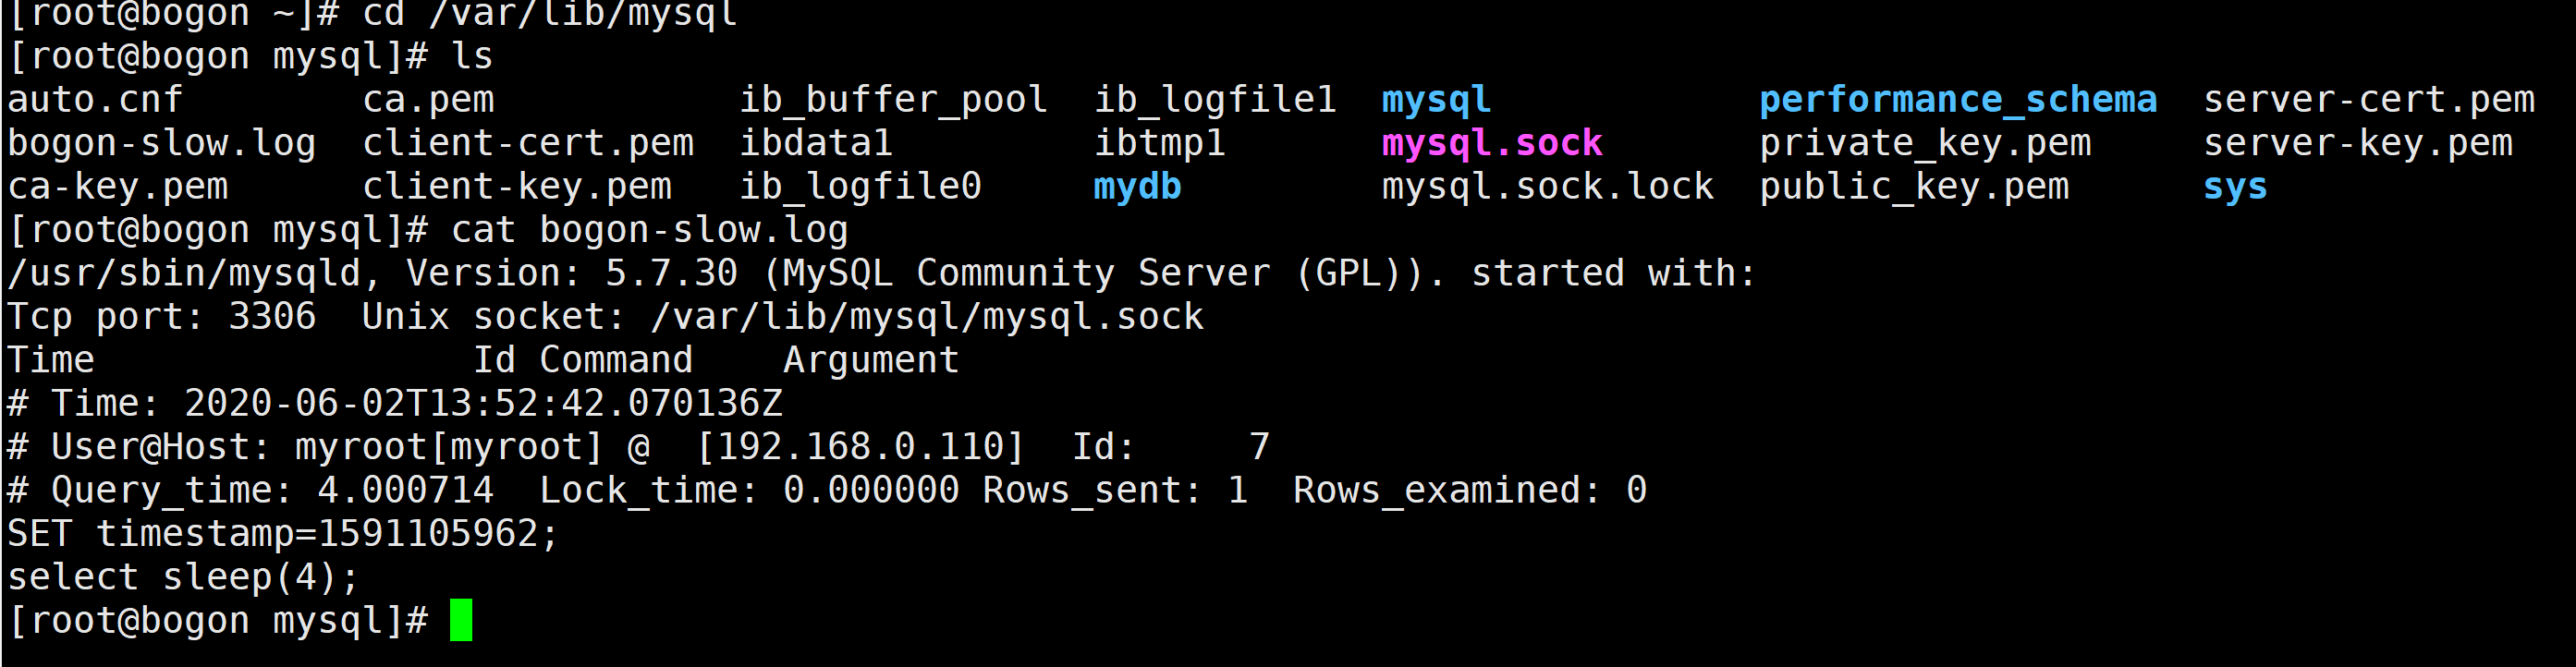 [root@bogon ~]# cd /var/lib/mysql
[root@bogon mysql]# ls
auto.cnf        ca.pem           ib_buffer_pool  ib_logfile1  mysql            performance_schema  server-cert.pem
bogon-slow.log  client-cert.pem  ibdata1         ibtmp1       mysql.sock       private_key.pem     server-key.pem
ca-key.pem      client-key.pem   ib_logfile0     mydb         mysql.sock.lock  public_key.pem      sys
[root@bogon mysql]# cat bogon-slow.log
/usr/sbin/mysqld, Version: 5.7.30 (MySQL Community Server (GPL)). started with:
Tcp port: 3306  Unix socket: /var/lib/mysql/mysql.sock
Time                 Id Command    Argument
# Time: 2020-06-02T13:52:42.070136Z
# User@Host: myroot[myroot] @  [192.168.0.110]  Id:     7
# Query_time: 4.000714  Lock_time: 0.000000 Rows_sent: 1  Rows_examined: 0
SET timestamp=1591105962;
select sleep(4);
[root@bogon mysql]#